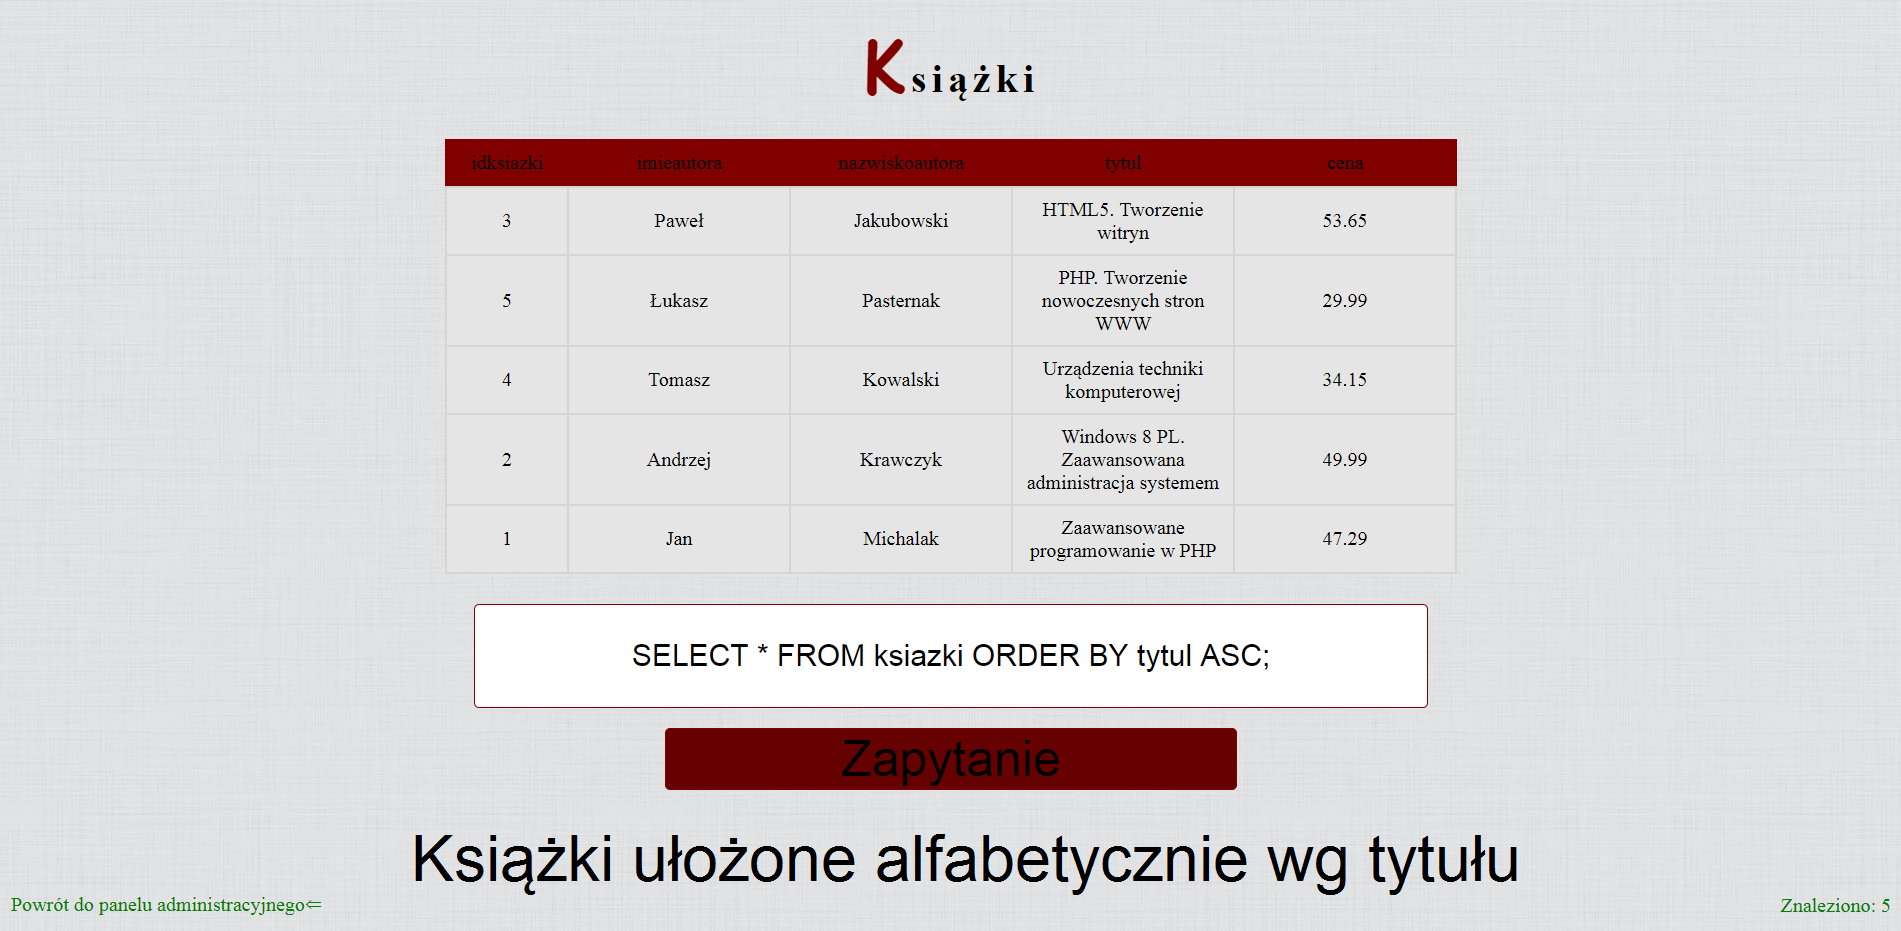 Książki
idksiazki imieautora nazwiskoautora tytul cena
3 Paweł Jakubowski HTML5. Tworzenie witryn 53.65
5 Łukasz Pasternak PHP. Tworzenie nowoczesnych stron WWW 29.99
4 Tomasz Kowalski Urządzenia techniki komputerowej 34.15
2 Andrzej Krawczyk Windows 8 PL. Zaawansowana administracja systemem 49.99
1 Jan Michalak Zaawansowane programowanie w PHP 47.29
SELECT * FROM ksiazki ORDER BY tytul ASC;
Zapytanie
Książki ułożone alfabetycznie wg tytułu
Powrót do panelu administracyjnego⇐
Znaleziono: 5